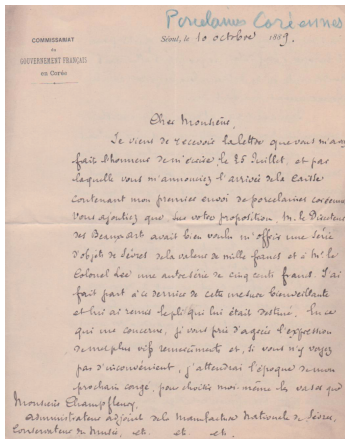 Porcelaines Coréennes
COMMISSARIAT
du
GOUVERNEMENT FRANÇAIS
en Corée
Séoul, le 10 octobre 1889.
Cher Monsieur,
Je viens de recevoir la lettre que vous m'avez
fait l'honneur de m'écrire le 25 Juillet, et par
laquelle vous m'annonciez l'arrivée de la Caisse
contenant mon premier envoi de porcelaines coréennes
Vous ajoutiez que, sur votre proposition, M. le Directeur
des Beaux arts avait bien voulu m'offrir une série
d'objets de Sèvres de la valeur de mille francs et à Mr le
Colonel Lee une autre série de cinq cents francs. J'ai
fait part à ce dernier de cette mesure bienveillante
et lui ai remis le pli qui lui était destiné. En ce
qui me concerne, je vous prie d'agréer l'expression
de mes plus vifs remerciements et, si vous n'y voyez
pas d'inconvénient, j'attendrai l'époque de mon
prochain congé, pour choisir moi-même les vases que
Monsieur Champfleury,
administrateur adjoint de la Manufacture Nationale de Sèvres,
Conservateur du Musée, etc. etc. etc.